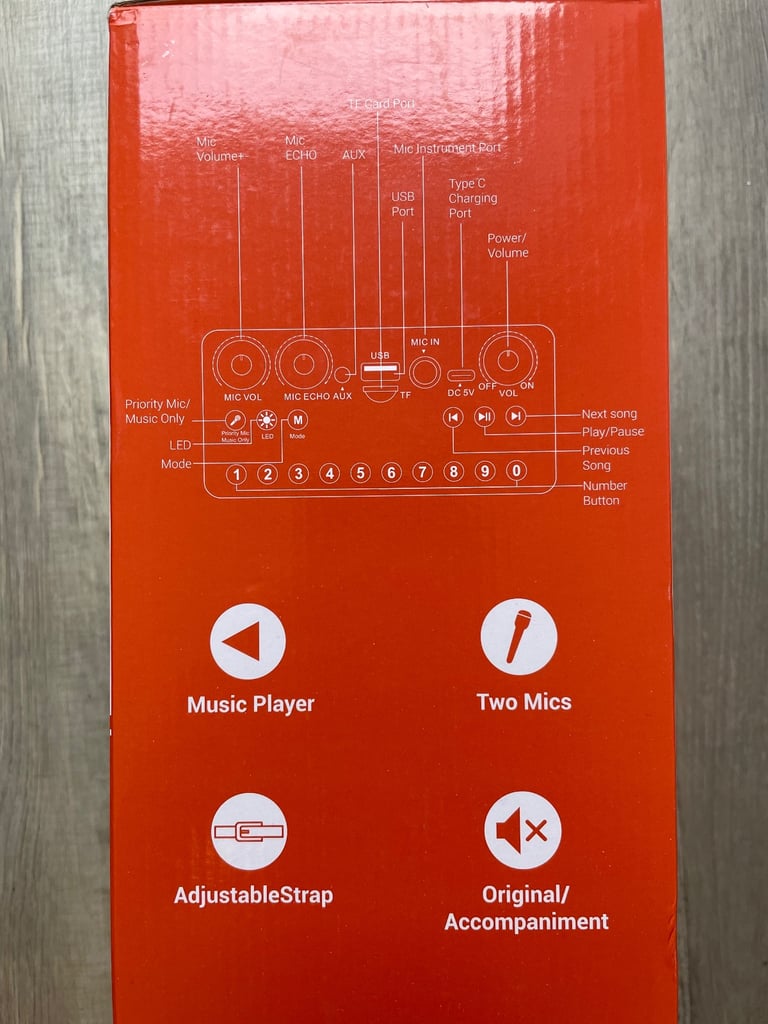 TF Card Port
Mic
Volume+-
Mic
ECHO
AUX
Mic Instrument Port
USB
Port
Type C
Charging
Port
Power/
Volume
MIC IN
USB
TF
DC 5V
OFF
ON
VOL
MIC VOL
MIC ECHO
AUX
Priority Mic/
Music Only
LED
Mode
Priority Mic
Music Only
LED
M
Mode
Next song
Play/Pause
Previous
Song
Number
Button
1 2 3 4 5 6 7 8 9 0
Music Player
Two Mics
AdjustableStrap
Original/
Accompaniment